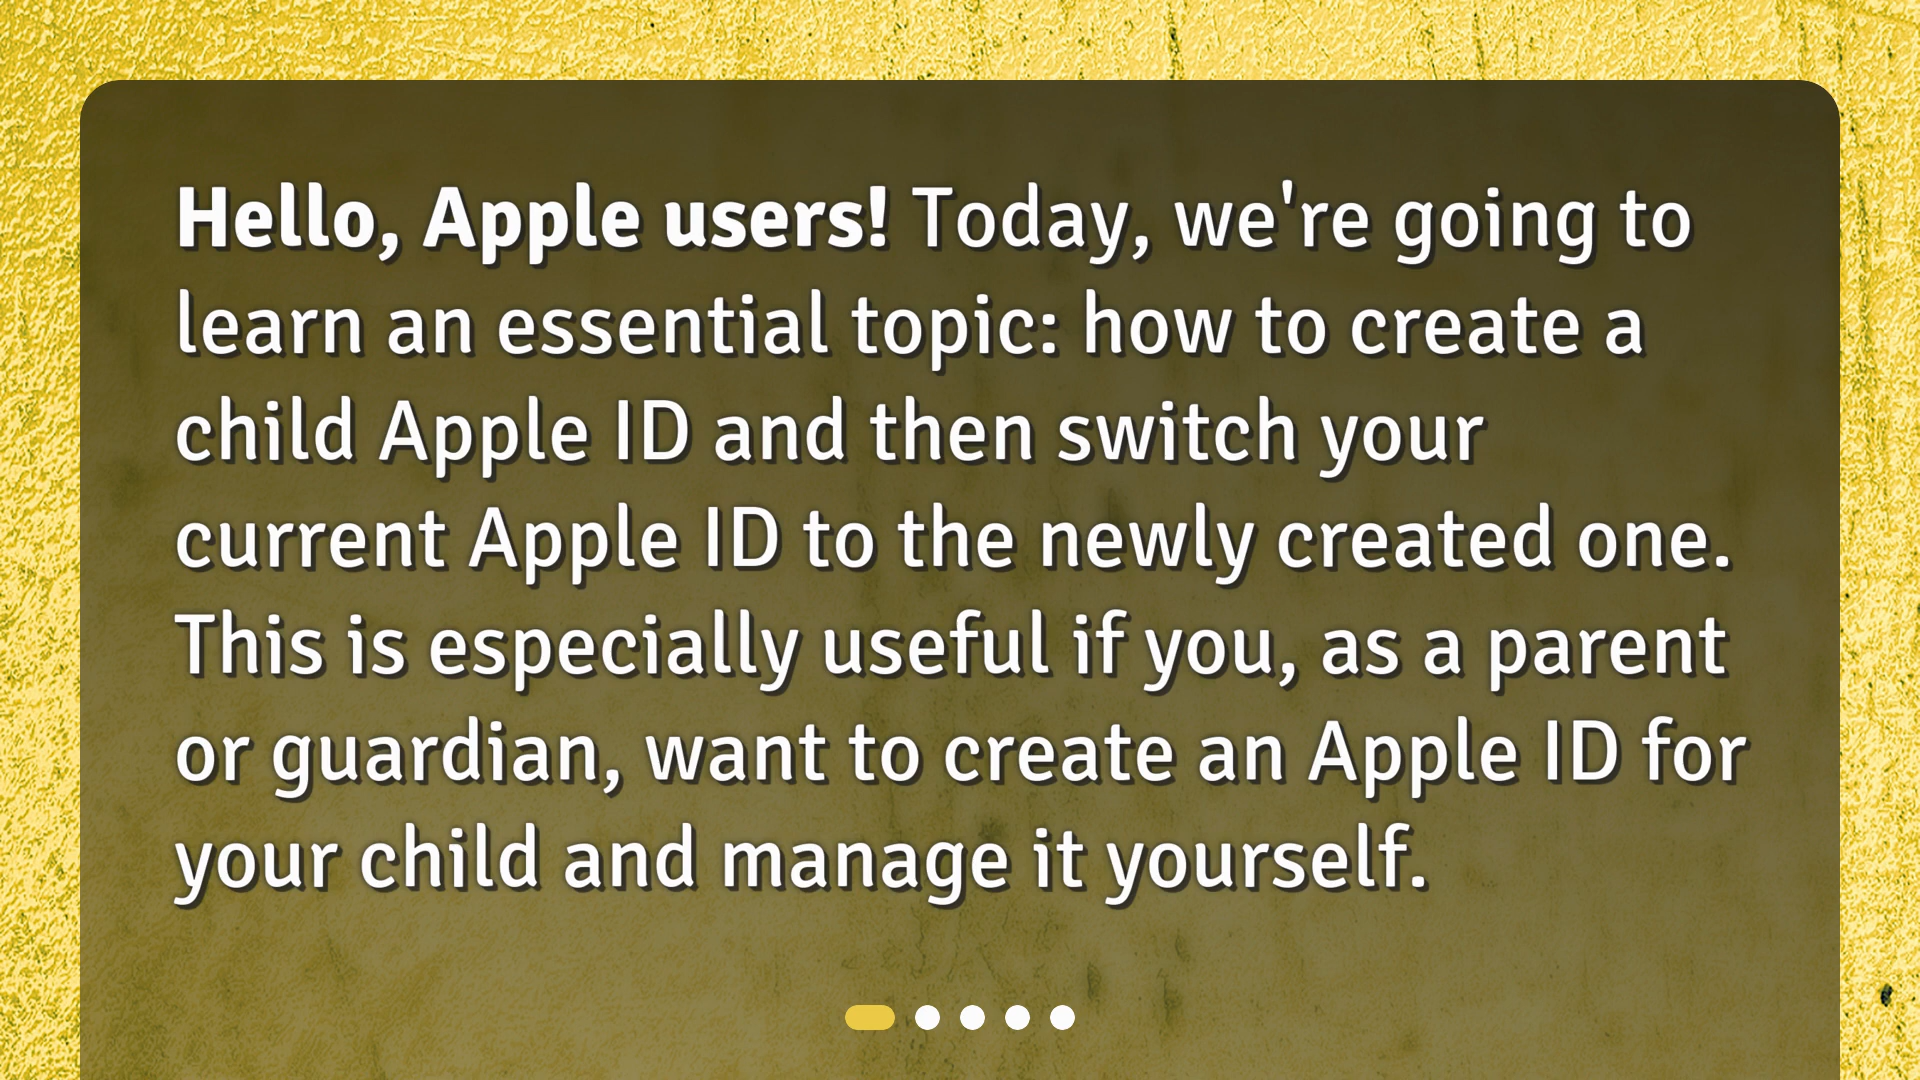 Hello, Apple users! Today, we're going to
learn an essential topic: how to create a
child Apple ID and then switch your
current Apple ID to the newly created one.
This is especially useful if you, as a parent
or guardian, want to create an Apple ID for
your child and manage it yourself.